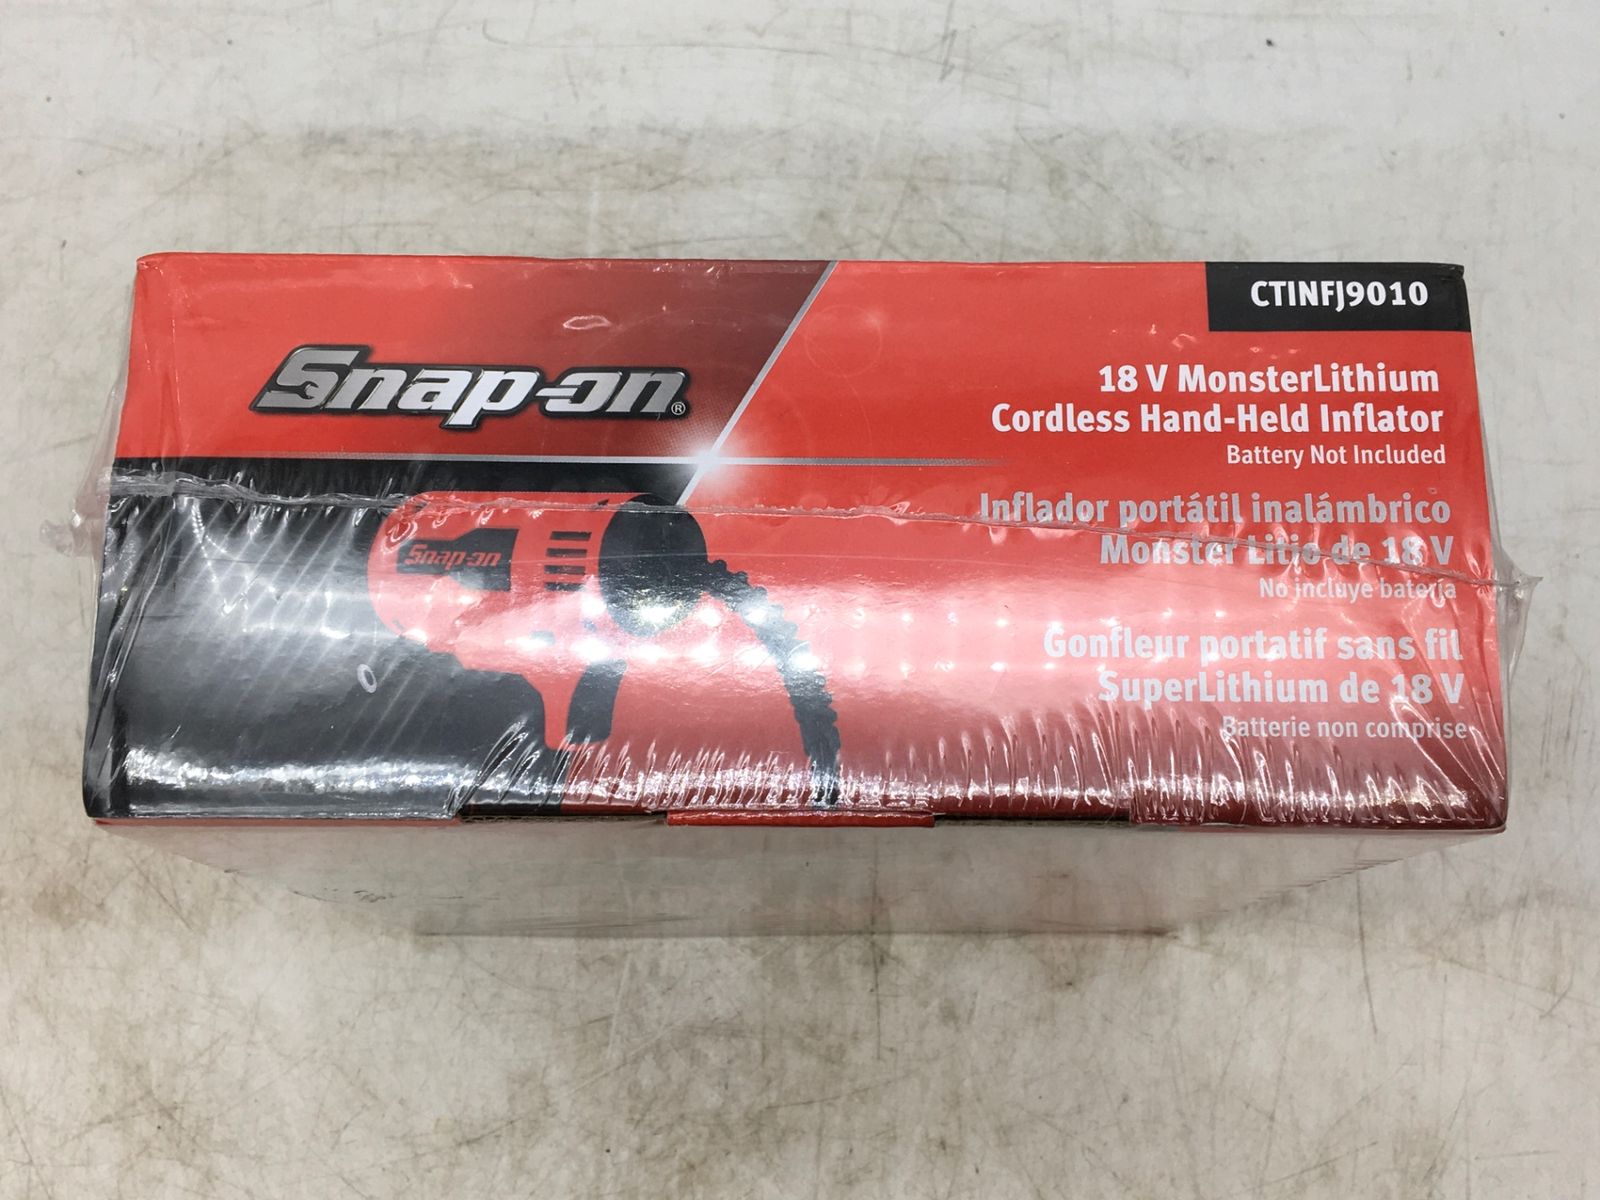 CTINFJ9010
Snap-on®
18 V MonsterLithium
Cordless Hand-Held Inflator
Battery Not Included
Inflador portátil inalámbrico
Monster Litio de 18 V
No incluye batería
Snap-on
Gonfleur portatif sans fil
SuperLithium de 18 V
Batterie non comprise